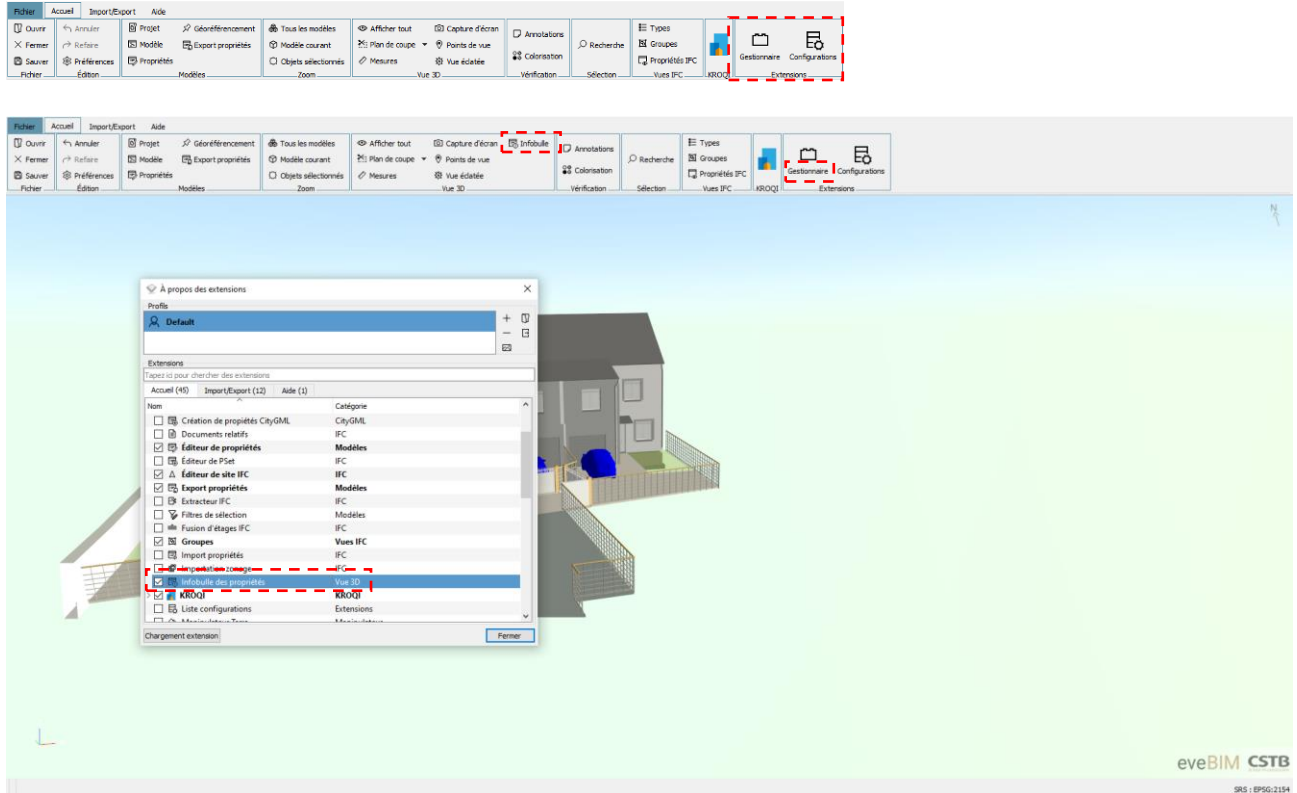 Fichier Accueil Import/Export Aide
Ouvrir Annuler Projet Géoréférencement Tous les modèles Afficher tout Capture d'écran Annotations Recherche Types Gestionnaire Configurations
Fermer Refaire Modèle Export propriétés Modèle courant Plan de coupe Points de vue Colorisation Groupes
Sauver Préférences Propriétés Objets sélectionnés Mesures Vue éclatée Propriétés IFC
Fichier Édition Modèles Zoom Vue 3D Vérification Sélection Vues IFC KROQI Extensions
Fichier Accueil Import/Export Aide
Ouvrir Annuler Projet Géoréférencement Tous les modèles Afficher tout Capture d'écran Infobulle Annotations Recherche Types Gestionnaire Configurations
Fermer Refaire Modèle Export propriétés Modèle courant Plan de coupe Points de vue Colorisation Groupes
Sauver Préférences Propriétés Objets sélectionnés Mesures Vue éclatée Propriétés IFC
Fichier Édition Modèles Zoom Vue 3D Vérification Sélection Vues IFC KROQI Extensions
N
À propos des extensions
Profils
Default
Extensions
Tapez ici pour chercher des extensions
Accueil (45) Import/Export (12) Aide (1)
Nom Catégorie
Création de propiétés CityGML CityGML
Documents relatifs IFC
Éditeur de propriétés Modèles
Éditeur de PSet IFC
Éditeur de site IFC IFC
Export propriétés Modèles
Extracteur IFC IFC
Filtres de sélection Modèles
Fusion d'étages IFC IFC
Groupes Vues IFC
Import propriétés IFC
Importation zonage IFC
Infobulle des propriétés Vue 3D
KROQI KROQI
Liste configurations Extensions
Chargement extension Fermer
eveBIM CSTB
SRS : EPSG:2154